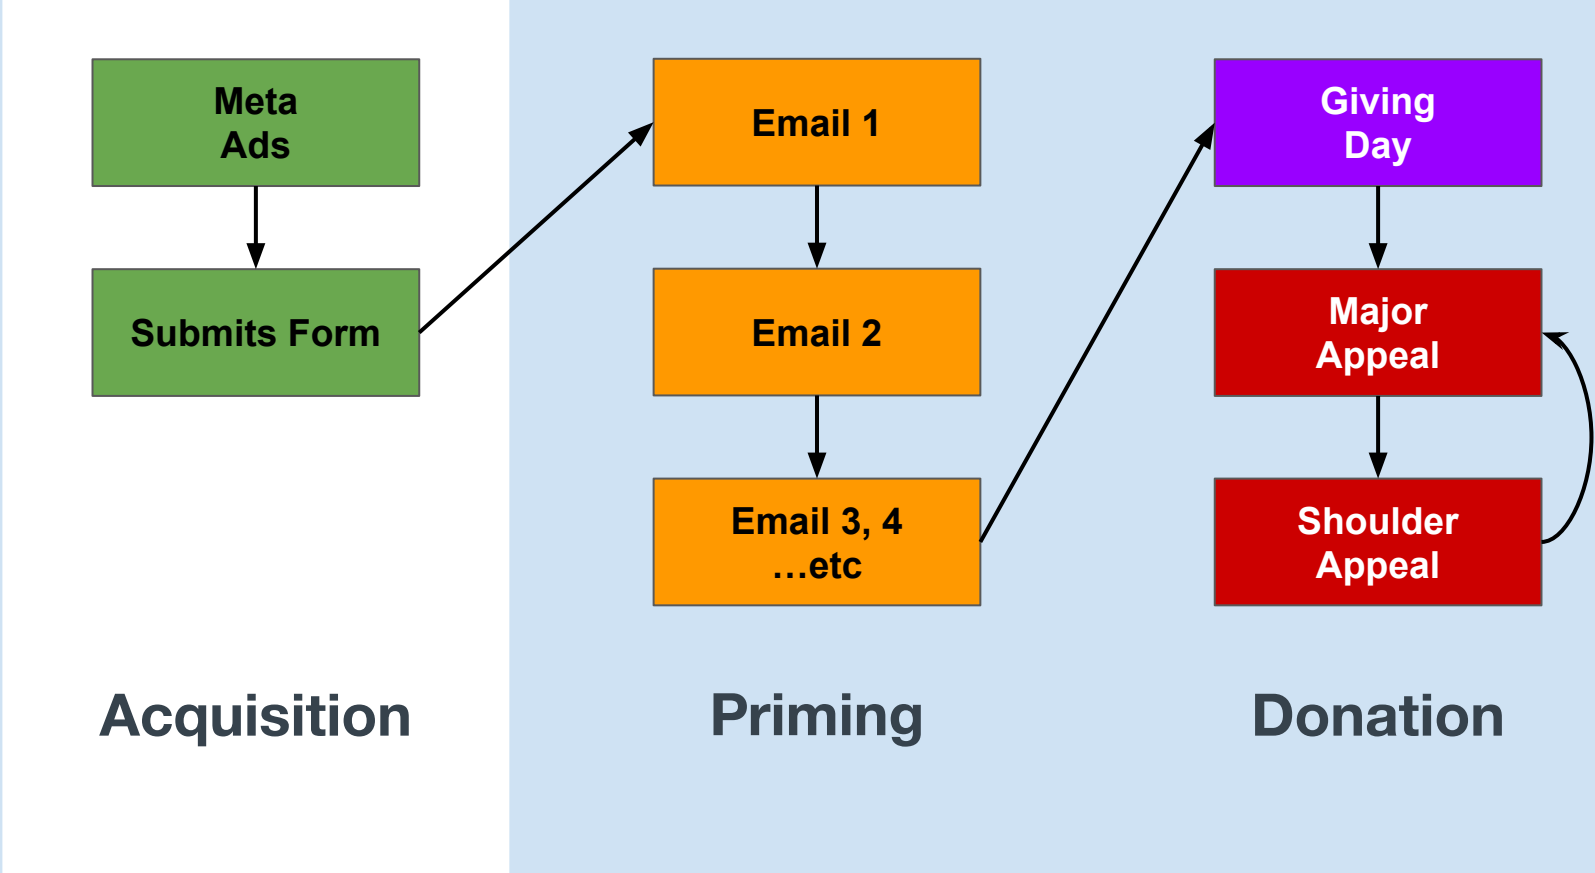 Meta
Ads
Submits Form
Acquisition
Email 1
Email 2
Email 3, 4
…etc
Priming
Giving
Day
Major
Appeal
Shoulder
Appeal
Donation